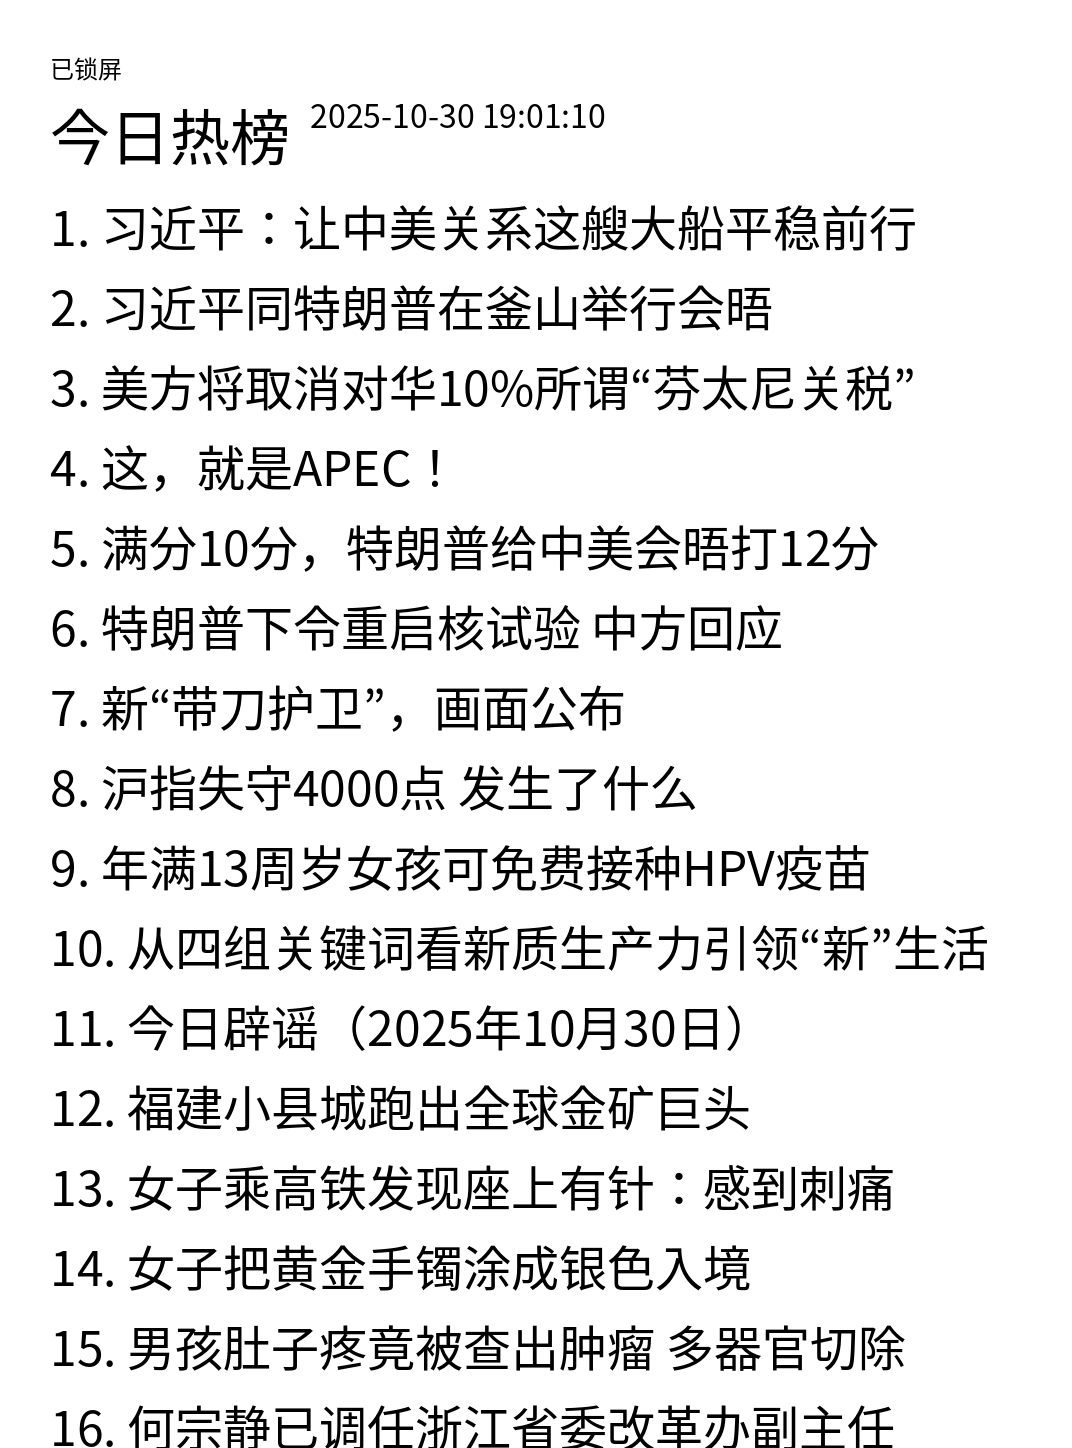 已锁屏
今日热榜 2025-10-30 19:01:10
1. 习近平：让中美关系这艘大船平稳前行
2. 习近平同特朗普在釜山举行会晤
3. 美方将取消对华10%所谓“芬太尼关税”
4. 这，就是APEC！
5. 满分10分，特朗普给中美会晤打12分
6. 特朗普下令重启核试验 中方回应
7. 新“带刀护卫”，画面公布
8. 沪指失守4000点 发生了什么
9. 年满13周岁女孩可免费接种HPV疫苗
10. 从四组关键词看新质生产力引领“新”生活
11. 今日辟谣（2025年10月30日）
12. 福建小县城跑出全球金矿巨头
13. 女子乘高铁发现座上有针：感到刺痛
14. 女子把黄金手镯涂成银色入境
15. 男孩肚子疼竟被查出肿瘤 多器官切除
16. 何宗静已调任浙江省委改革办副主任